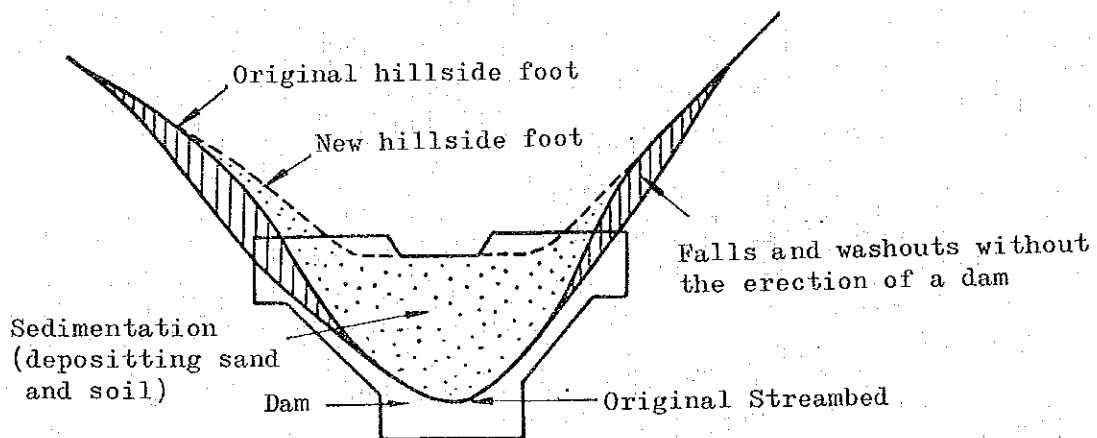 Original hillside foot
New hillside foot
Falls and washouts without
the erection of a dam
Sedimentation
(depositting sand
and soil)
Dam
Original Streambed